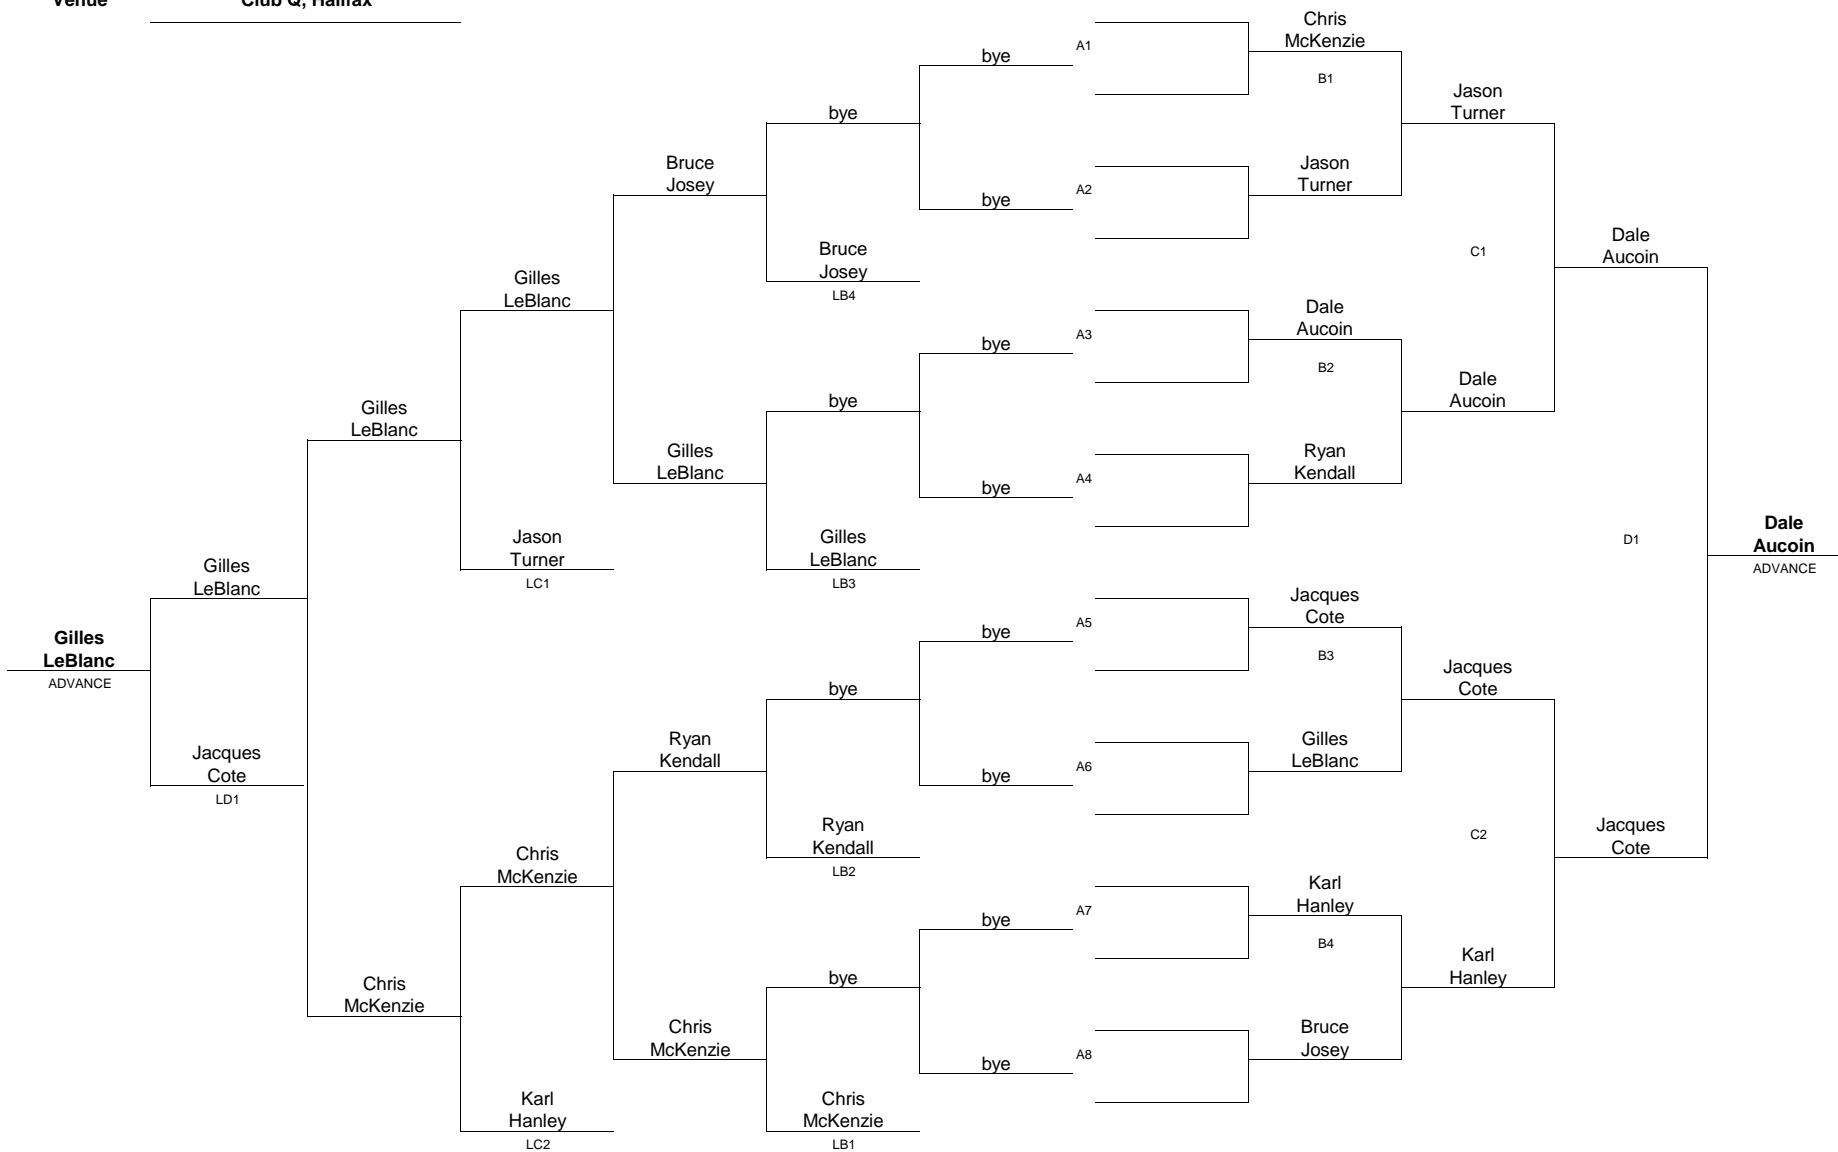 Venue
Club Q, Halifax
Chris
McKenzie
A1
bye
B1
Jason
Turner
bye
Bruce
Josey
Jason
Turner
A2
bye
Bruce
Josey
LB4
Dale
Aucoin
C1
Gilles
LeBlanc
Dale
Aucoin
A3
bye
B2
Dale
Aucoin
bye
Gilles
LeBlanc
Gilles
LeBlanc
Ryan
Kendall
A4
bye
Jason
Turner
LC1
Gilles
LeBlanc
LB3
D1
Dale
Aucoin
ADVANCE
Gilles
LeBlanc
Jacques
Cote
A5
bye
Gilles
LeBlanc
ADVANCE
B3
Jacques
Cote
bye
Ryan
Kendall
Gilles
LeBlanc
A6
bye
Jacques
Cote
LD1
Ryan
Kendall
LB2
C2
Jacques
Cote
Chris
McKenzie
Karl
Hanley
A7
bye
B4
Karl
Hanley
bye
Chris
McKenzie
Chris
McKenzie
Bruce
Josey
A8
bye
Karl
Hanley
LC2
Chris
McKenzie
LB1